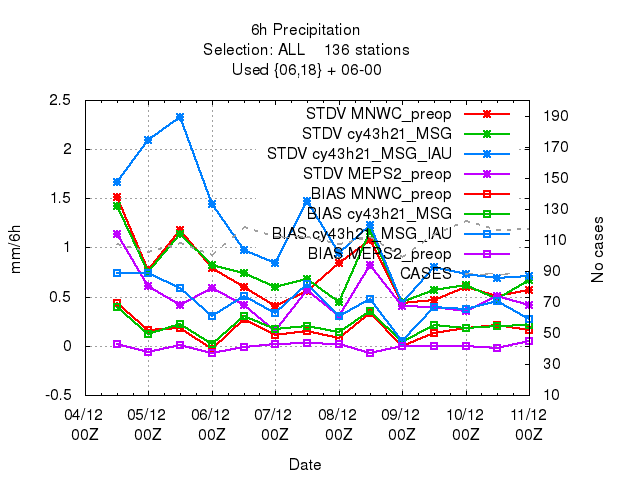 6h Precipitation
Selection: ALL    136 stations
Used {06,18} + 06-00
2.5
2
1.5
1
0.5
0
-0.5
mm/6h
STDV MNWC_preop
STDV cy43h21_MSG
STDV cy43h21_MSG_IAU
STDV MEPS2_preop
BIAS MNWC_preop
BIAS cy43h21_MSG
BIAS cy43h21_MSG_IAU
BIAS MEPS2_preop
CASES
190
170
150
130
110
90
70
50
30
10
No cases
04/12 05/12 06/12 07/12 08/12 09/12 10/12 11/12
00Z 00Z 00Z 00Z 00Z 00Z 00Z 00Z
Date